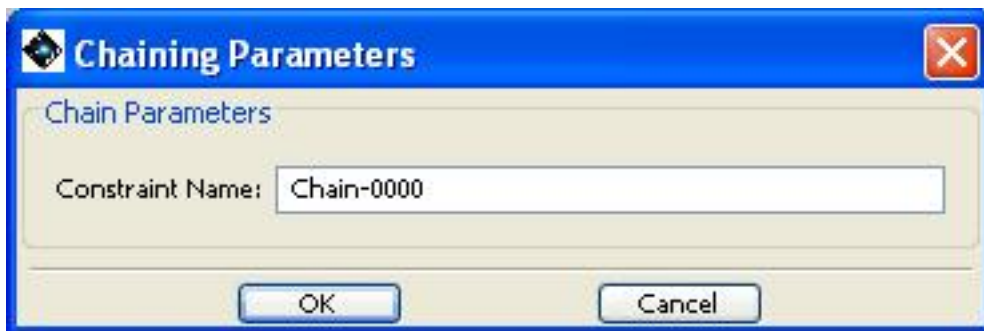 Chaining Parameters
Chain Parameters
Constraint Name: Chain-0000
OK Cancel